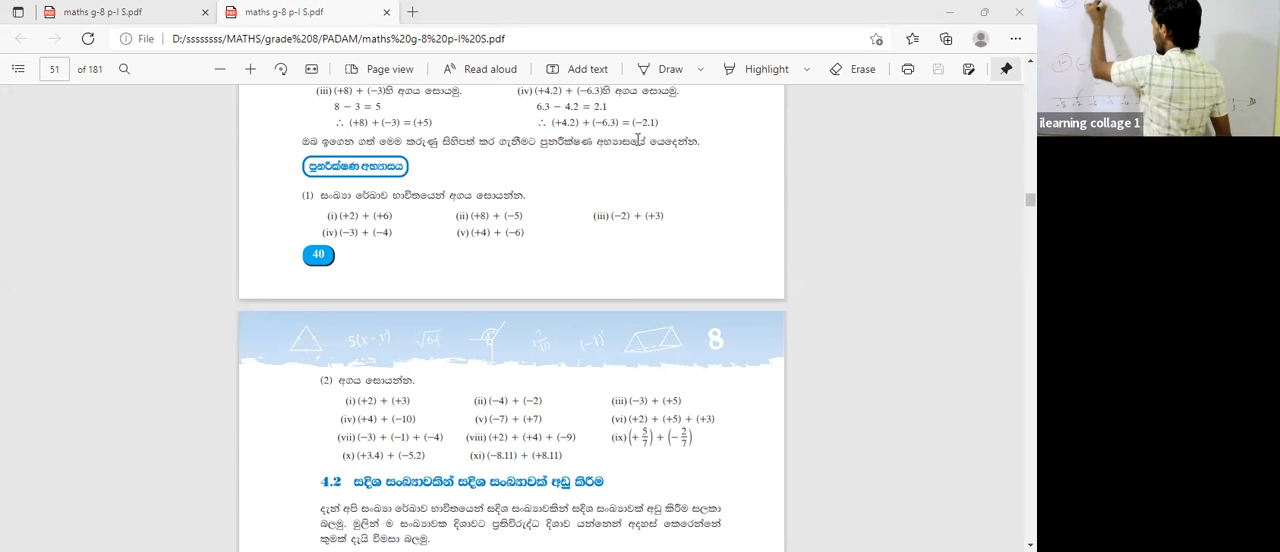 maths g-8 p-I S.pdf
maths g-8 p-I S.pdf
File D:/ssssssss/MATHS/grade%208/PADAM/maths%20g-8%20p-I%20S.pdf
51 of 181 Page view Read aloud Add text Draw Highlight Erase
(iii) (+8) + (−3)හි අගය සොයමු. (iv) (+4.2) + (−6.3)හි අගය සොයමු.
8 − 3 = 5 6.3 − 4.2 = 2.1
∴ (+8) + (−3) = (+5) ∴ (+4.2) + (−6.3) = (−2.1)
ඔබ ඉගෙන ගත් මෙම කරුණු සිහිපත් කර ගැනීමට පුනරීක්ෂණ අභ්‍යාසයේ යෙදෙන්න.
පුනරීක්ෂණ අභ්‍යාසය
(1) සංඛ්‍යා රේඛාව භාවිතයෙන් අගය සොයන්න.
(i) (+2) + (+6) (ii) (+8) + (−5) (iii) (−2) + (+3)
(iv) (−3) + (−4) (v) (+4) + (−6)
40
8
(2) අගය සොයන්න.
(i) (+2) + (+3) (ii) (−4) + (−2) (iii) (−3) + (+5)
(iv) (+4) + (−10) (v) (−7) + (+7) (vi) (+2) + (+5) + (+3)
(vii) (−3) + (−1) + (−4) (viii) (+2) + (+4) + (−9) (ix) (+ 5/7) + (− 2/7)
(x) (+3.4) + (−5.2) (xi) (−8.11) + (+8.11)
4.2 සදිශ සංඛ්‍යාවකින් සදිශ සංඛ්‍යාවක් අඩු කිරීම
දැන් අපි සංඛ්‍යා රේඛාව භාවිතයෙන් සදිශ සංඛ්‍යාවකින් සදිශ සංඛ්‍යාවක් අඩු කිරීම සලකා
බලමු. මුලින් ම සංඛ්‍යාවක දිශාවට ප්‍රතිවිරුද්ධ දිශාව යන්නෙන් අදහස් කෙරෙන්නේ
කුමක් දැයි විමසා බලමු.
ilearning collage 1